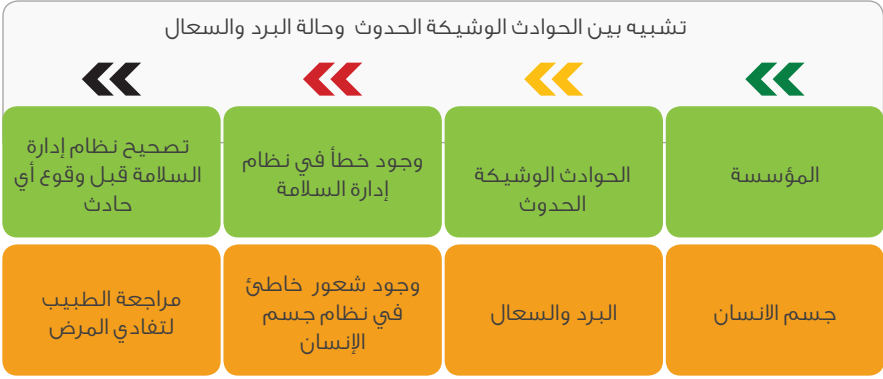 تشبيه بين الحوادث الوشيكة الحدوث وحالة البرد والسعال
المؤسسة
الحوادث الوشيكة
الحدوث
وجود خطأ في نظام
إدارة السلامة
تصحيح نظام إدارة
السلامة قبل وقوع أي
حادث
جسم الانسان
البرد والسعال
وجود شعور خاطئ
في نظام جسم
الإنسان
مراجعة الطبيب
لتفادي المرض